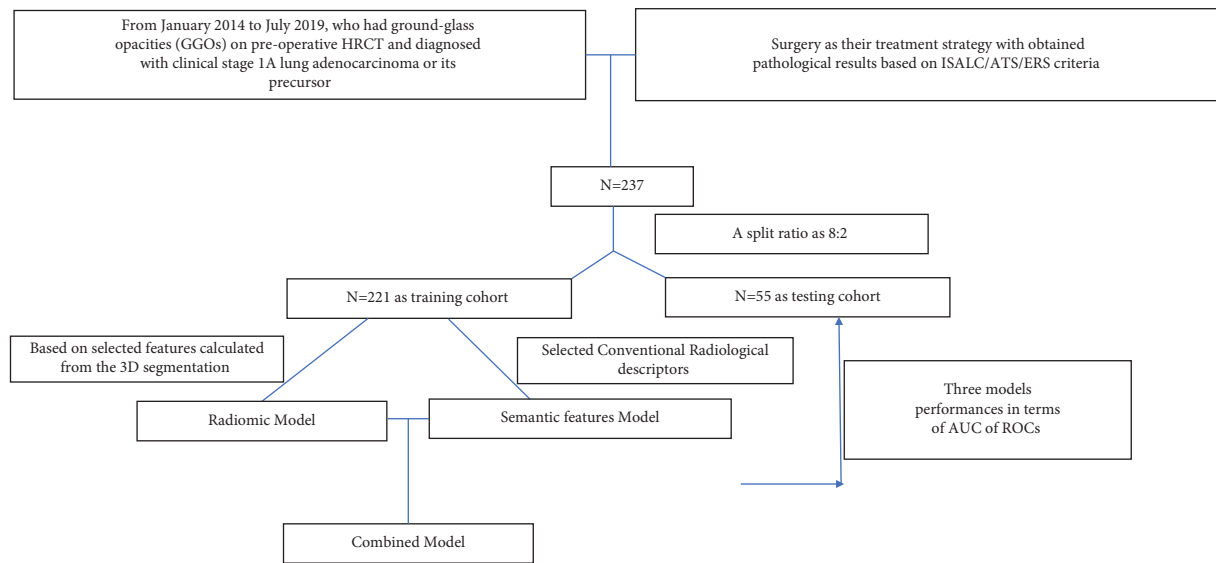 From January 2014 to July 2019, who had ground-glass
opacities (GGOs) on pre-operative HRCT and diagnosed
with clinical stage 1A lung adenocarcinoma or its
precursor
Surgery as their treatment strategy with obtained
pathological results based on ISALC/ATS/ERS criteria
N=237
A split ratio as 8:2
N=221 as training cohort
N=55 as testing cohort
Based on selected features calculated
from the 3D segmentation
Selected Conventional Radiological
descriptors
Three models
performances in terms
of AUC of ROCs
Radiomic Model
Semantic features Model
Combined Model